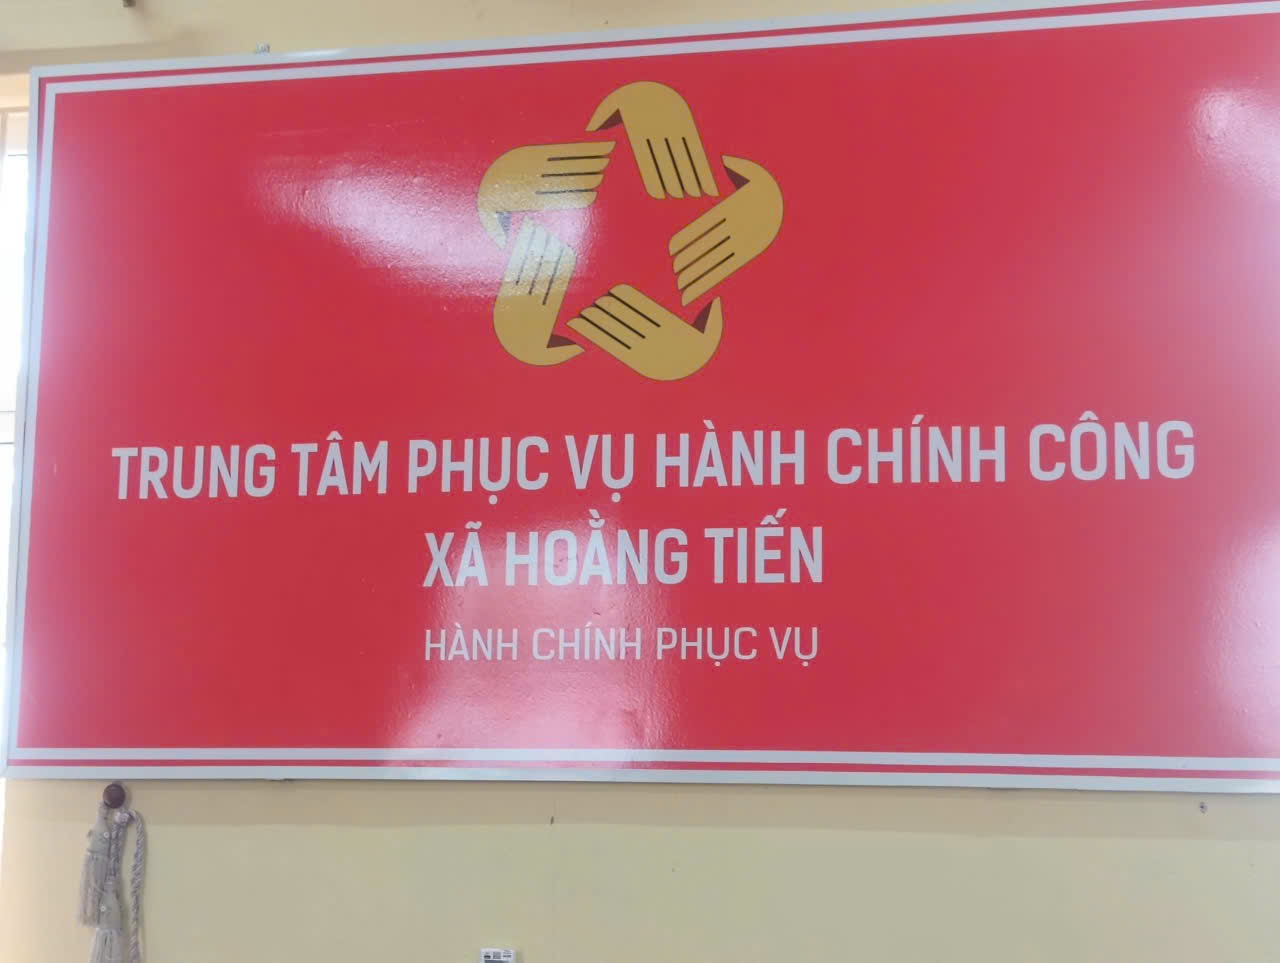 TRUNG TÂM PHỤC VỤ HÀNH CHÍNH CÔNG
XÃ HOẰNG TIẾN
HÀNH CHÍNH PHỤC VỤ